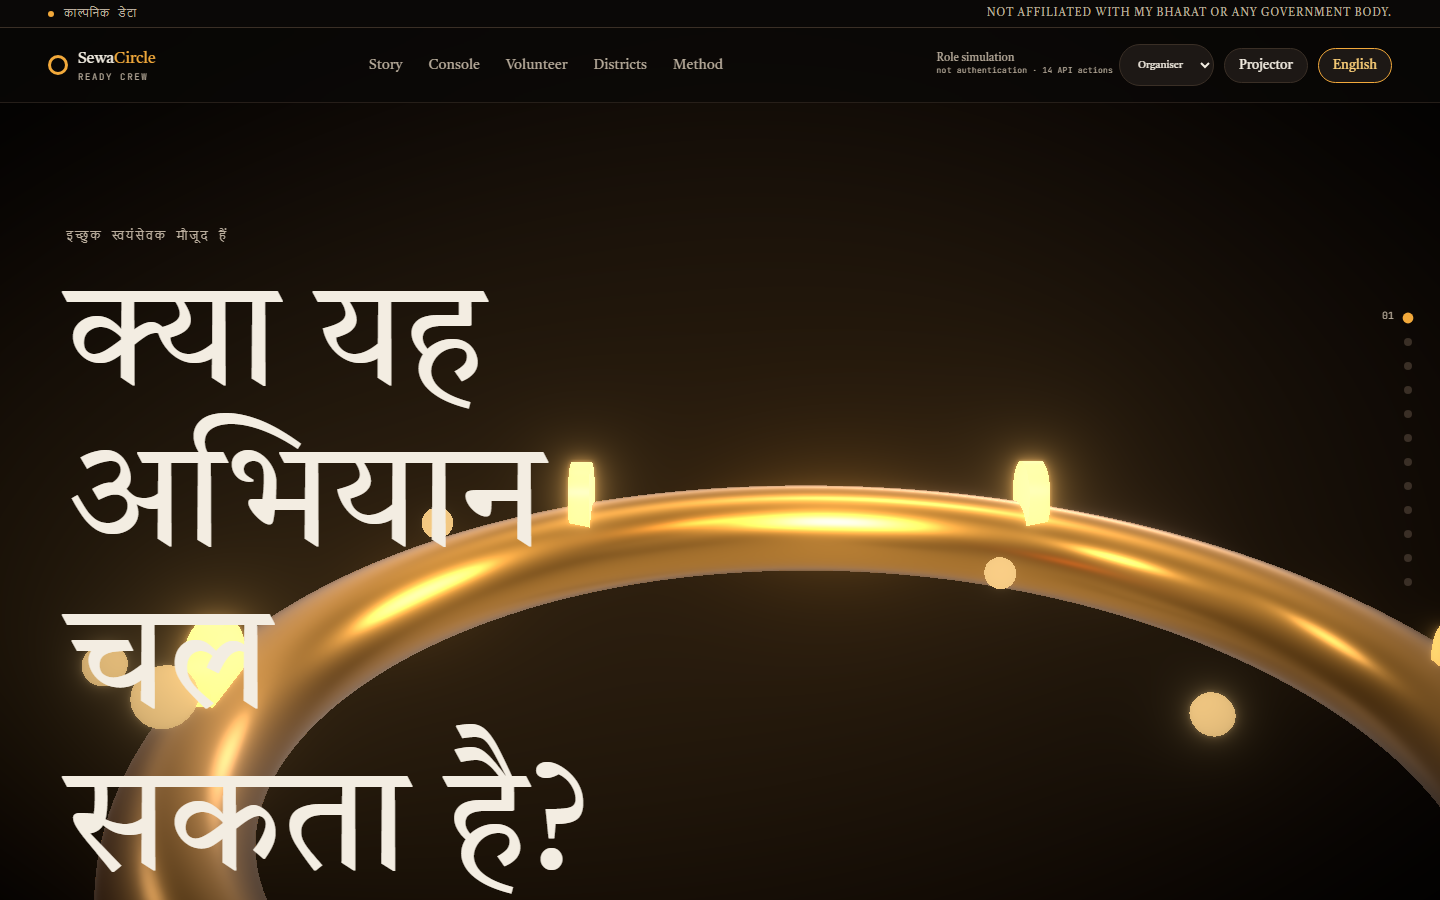 काल्पनिक डेटा
NOT AFFILIATED WITH MY BHARAT OR ANY GOVERNMENT BODY.
SewaCircle
READY CREW
Story Console Volunteer Districts Method
Role simulation
not authentication · 14 API actions
Organiser
Projector
English
इच्छुक स्वयंसेवक मौजूद हैं
क्या यह
अभियान
चल
सकता है?
01